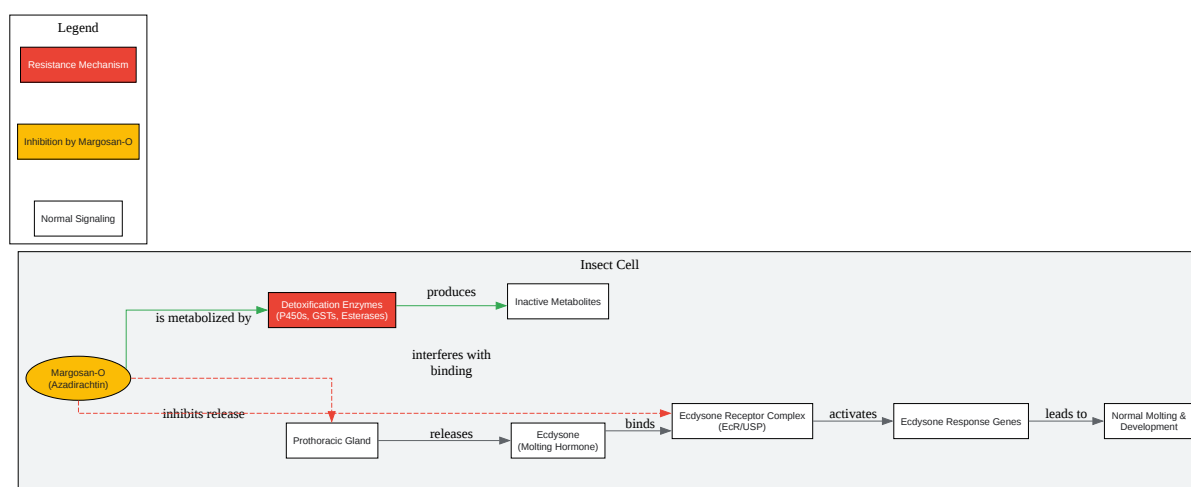 Legend
Resistance Mechanism
Inhibition by Margosan-O
Normal Signaling
Insect Cell
produces
Inactive Metabolites
Detoxification Enzymes
(P450s, GSTs, Esterases)
is metabolized by
interferes with
binding
Margosan-O
(Azadirachtin)
inhibits release
Prothoracic Gland
releases
Ecdysone
(Molting Hormone)
binds
Ecdysone Receptor Complex
(EcR/USP)
activates
Ecdysone Response Genes
leads to
Normal Molting &
Development